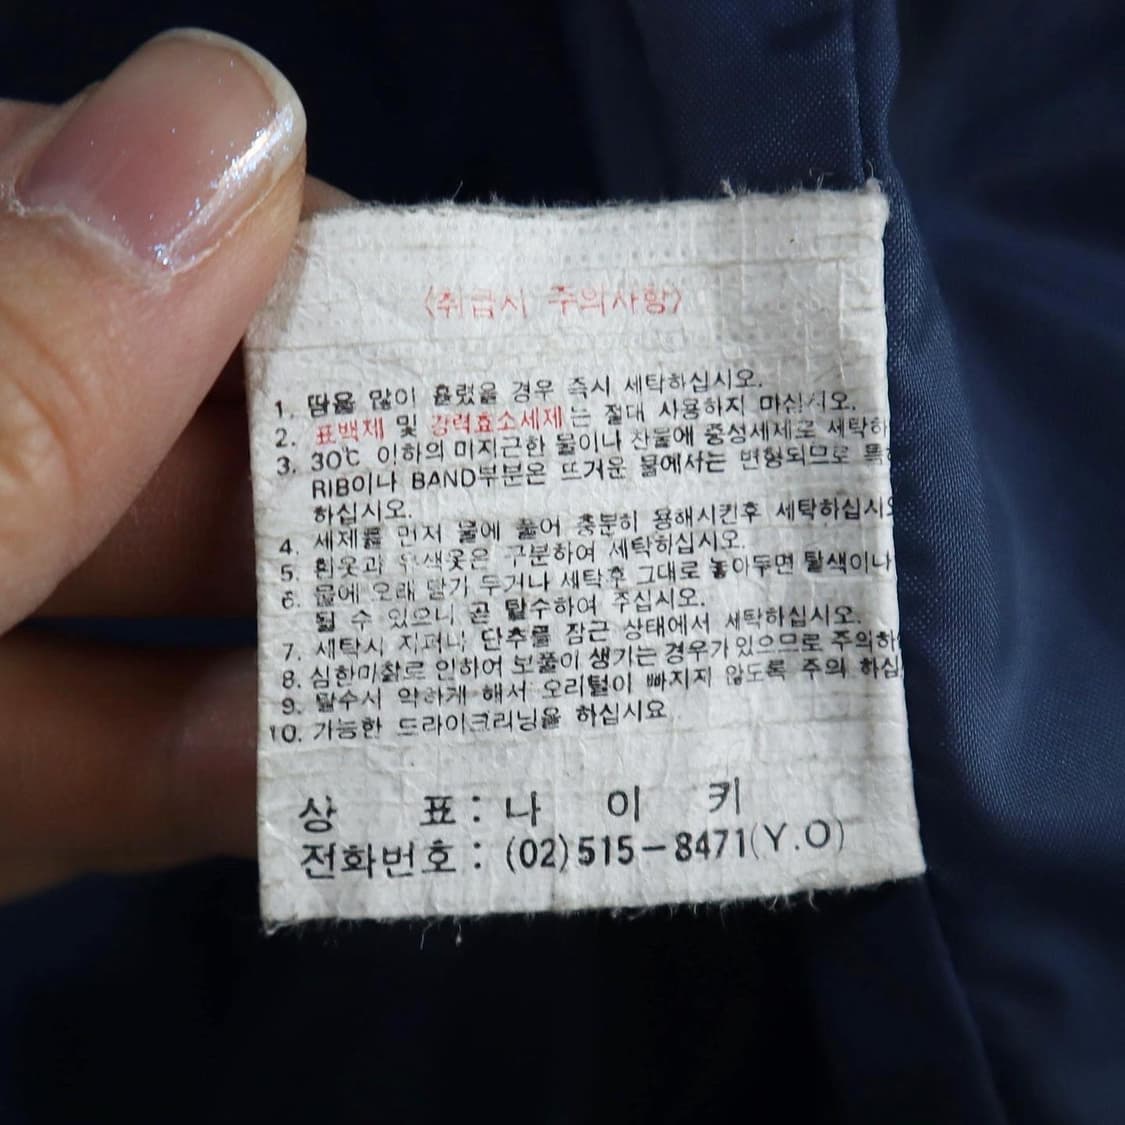 〈취급시 주의사항〉
1. 땀을 많이 흘렸을 경우 즉시 세탁하십시오.
2. 표백제 및 강력효소세제는 절대 사용하지 마십시오.
3. 30℃ 이하의 미지근한 물이나 찬물에 중성세제로 세탁하
RIB이나 BAND부분은 뜨거운 물에서는 변형되므로 특
하십시오.
4. 세제를 먼저 물에 풀어 충분히 용해시킨후 세탁하십시오
5. 흰옷과 유색옷은 구분하여 세탁하십시오.
6. 물에 오래 담가 두거나 세탁후 그대로 놓아두면 탈색이나
될 수 있으니 곧 탈수하여 주십시오.
7. 세탁시 지퍼나 단추를 잠근 상태에서 세탁하십시오.
8. 심한마찰로 인하여 보풀이 생기는 경우가 있으므로 주의하
9. 탈수시 약하게 해서 오리털이 빠지지 않도록 주의 하십
10. 가능한 드라이크리닝을 하십시요
상 표 : 나 이 키
전화번호 : (02)515-8471(Y.O)